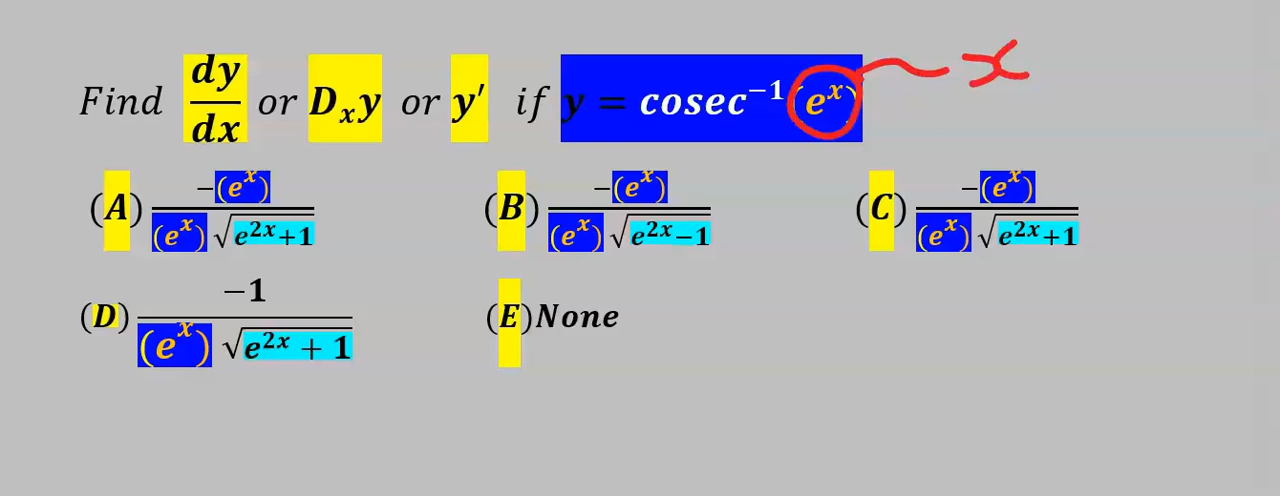 Find dy/dx or Dₓy or y′ if y = cosec⁻¹(eˣ) x
(A) −(eˣ)/((eˣ)√(e²ˣ+1)) (B) −(eˣ)/((eˣ)√(e²ˣ−1)) (C) −(eˣ)/((eˣ)√(e²ˣ+1))
(D) −1/((eˣ)√(e²ˣ + 1)) (E)None